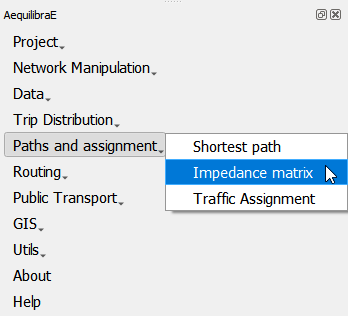 AequilibraE
Project
Network Manipulation
Data
Trip Distribution
Paths and assignment
Shortest path
Impedance matrix
Traffic Assignment
Routing
Public Transport
GIS
Utils
About
Help